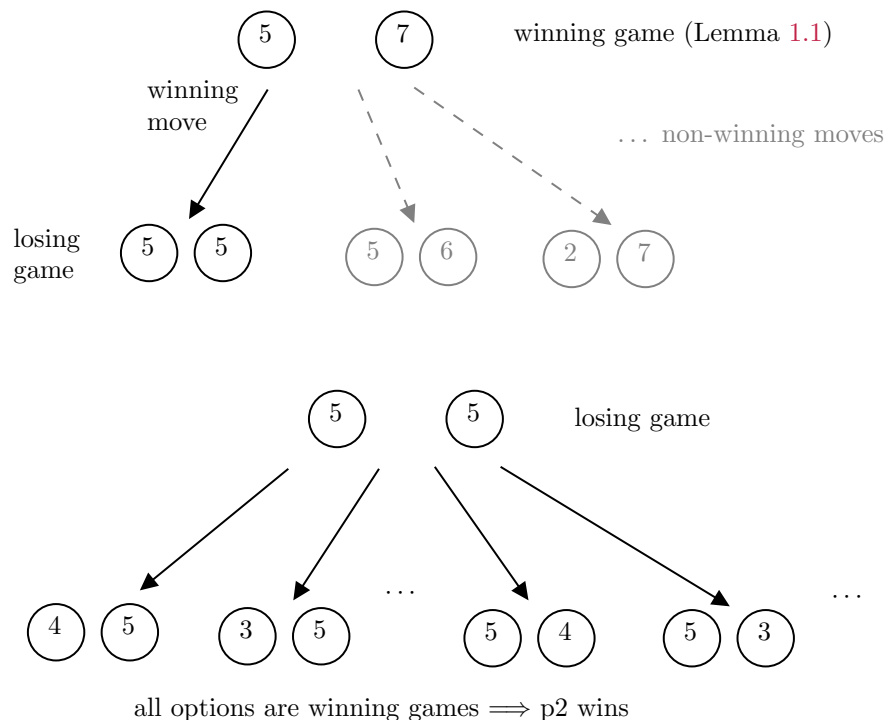 5 7 winning game (Lemma 1.1)
winning
move
... non-winning moves
losing
game
5 5 5 6 2 7
5 5 losing game
... ...
4 5 3 5 5 4 5 3
all options are winning games ⟹ p2 wins